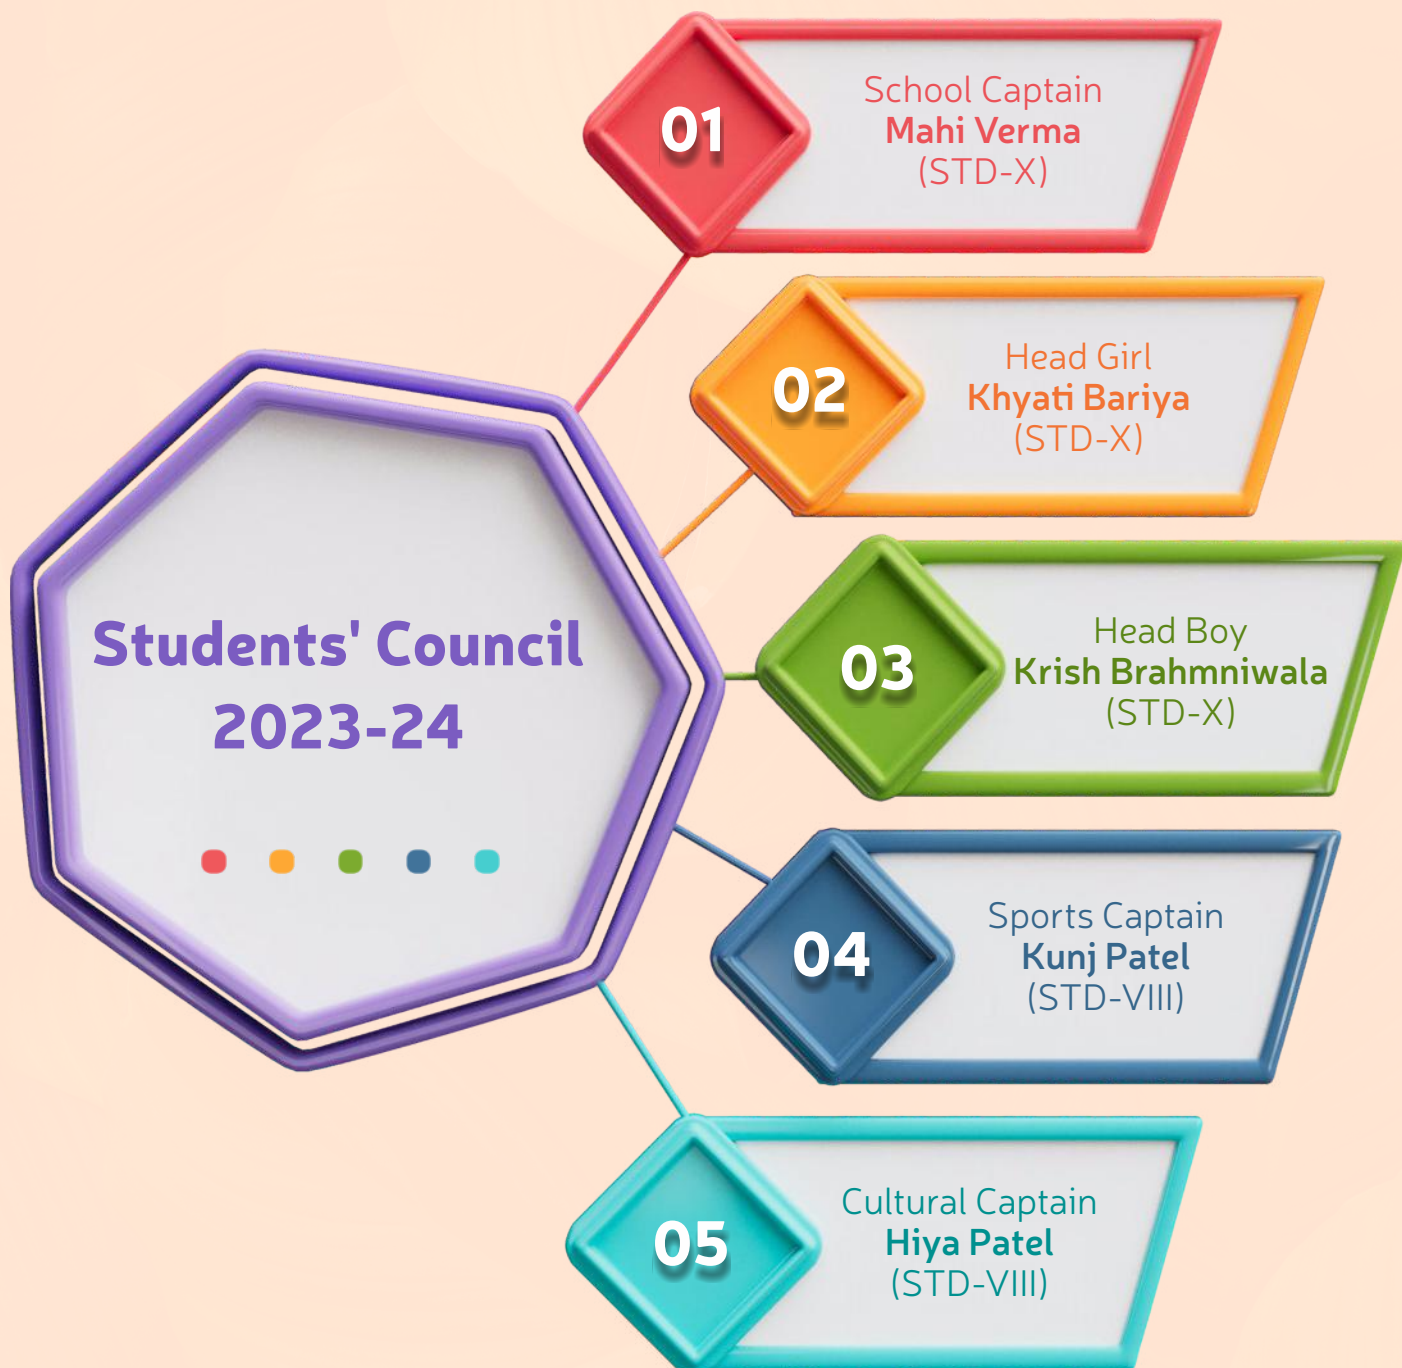 Students' Council
2023-24
01
School Captain
Mahi Verma
(STD-X)
02
Head Girl
Khyati Bariya
(STD-X)
03
Head Boy
Krish Brahmniwala
(STD-X)
04
Sports Captain
Kunj Patel
(STD-VIII)
05
Cultural Captain
Hiya Patel
(STD-VIII)